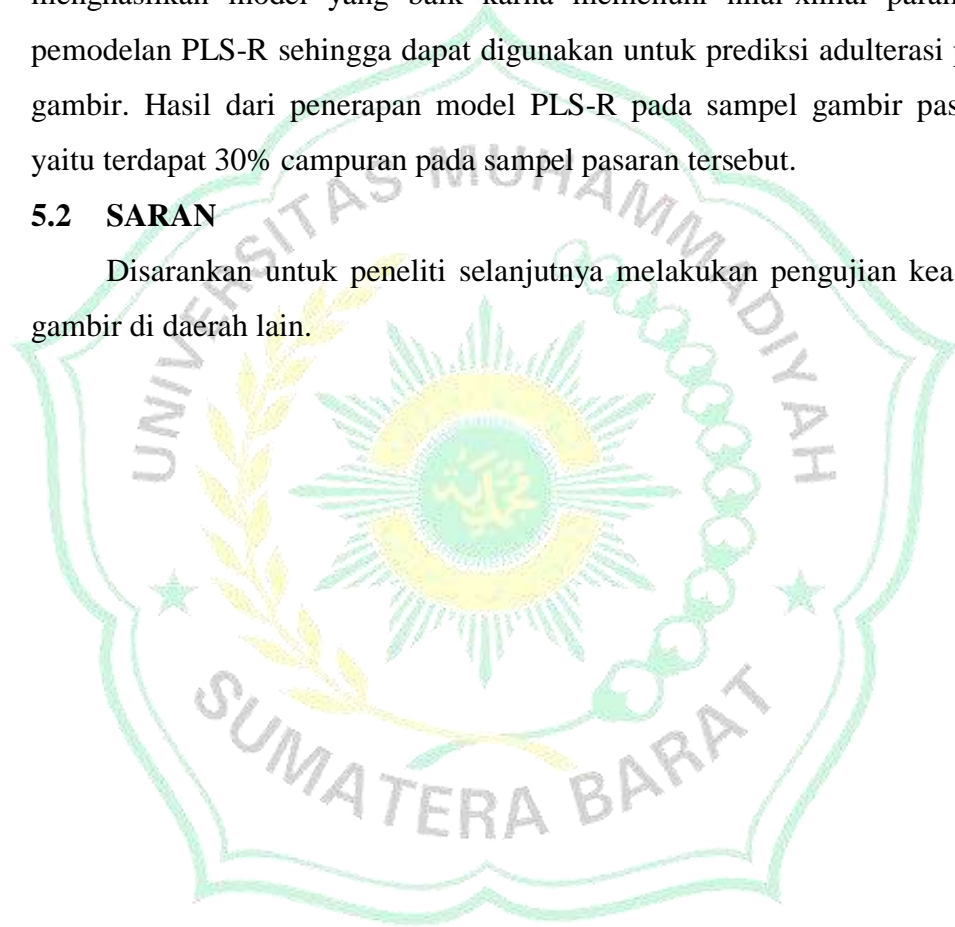 pemodelan PLS-R sehingga dapat digunakan untuk prediksi adulterasi
gambir. Hasil dari penerapan model PLS-R pada sampel gambir
yaitu terdapat 30% campuran pada sampel pasaran tersebut.
5.2 SARAN
Disarankan untuk peneliti selanjutnya melakukan pengujian
gambir di daerah lain.
UNIVERSITAS MUHAMMADIYAH
SUMATERA BARAT